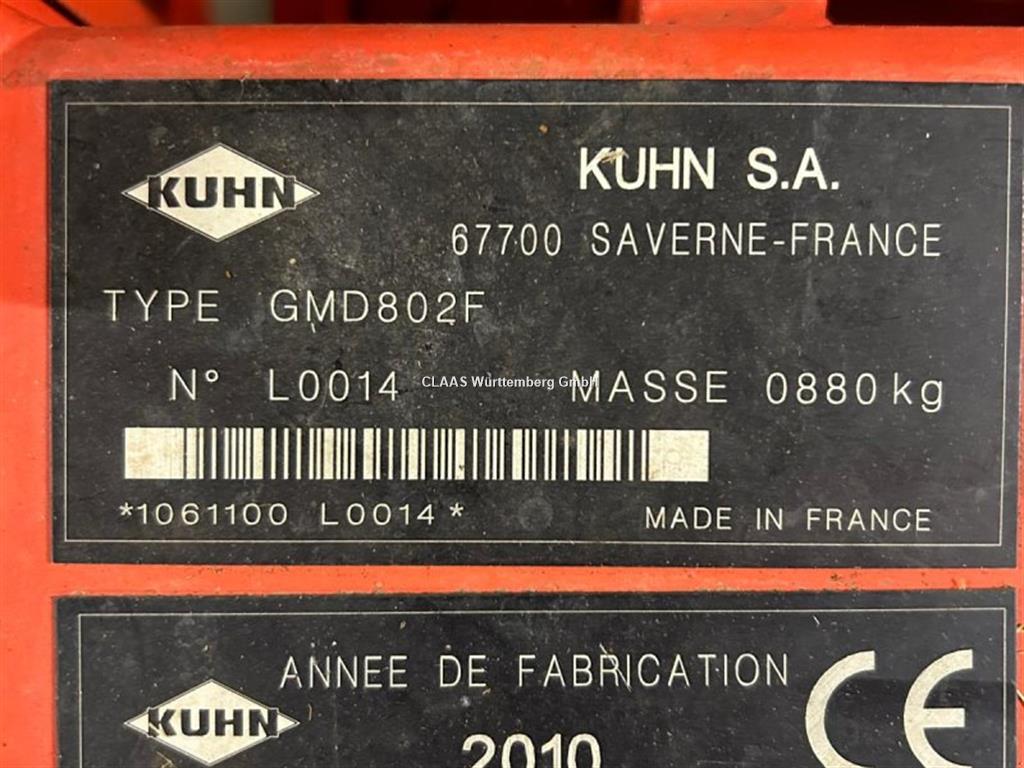 KUHN
KUHN S.A.
67700 SAVERNE-FRANCE
TYPE GMD802F
N° L0014 MASSE 0880 kg
CLAAS Württemberg GmbH
*1061100 L0014*
MADE IN FRANCE
ANNEE DE FABRICATION
CE
KUHN
2010